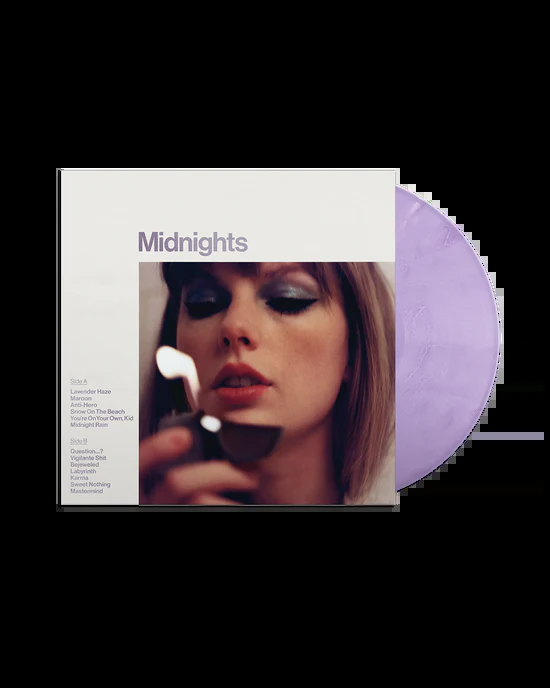 Midnights
Side A
Lavender Haze
Maroon
Anti-Hero
Snow On The Beach
You're On Your Own, Kid
Midnight Rain
Side B
Question...?
Vigilante Shit
Bejeweled
Labyrinth
Karma
Sweet Nothing
Mastermind